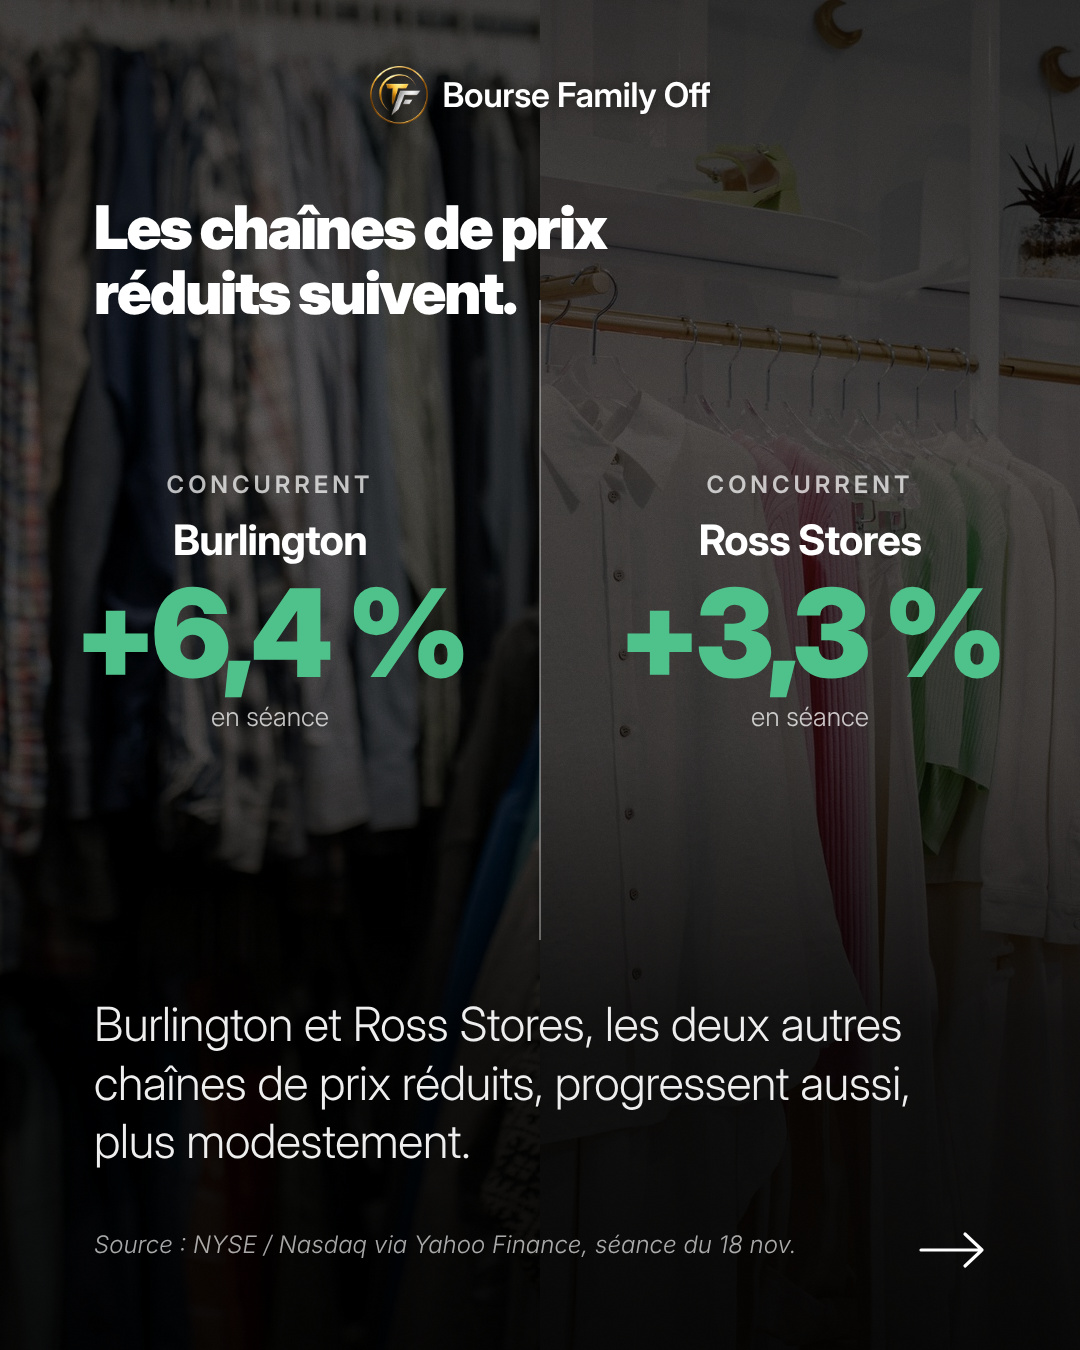 Bourse Family Off
Les chaînes de prix
réduits suivent.
CONCURRENT
Burlington
+6,4 %
en séance
CONCURRENT
Ross Stores
+3,3 %
en séance
Burlington et Ross Stores, les deux autres
chaînes de prix réduits, progressent aussi,
plus modestement.
Source : NYSE / Nasdaq via Yahoo Finance, séance du 18 nov.